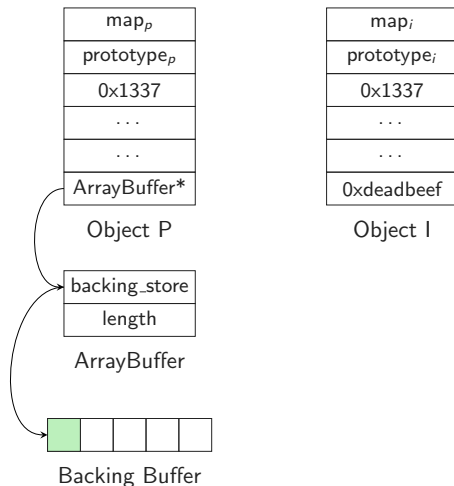 map_p
prototype_p
0x1337
...
...
ArrayBuffer*
Object P
map_i
prototype_i
0x1337
...
...
0xdeadbeef
Object I
backing_store
length
ArrayBuffer
Backing Buffer